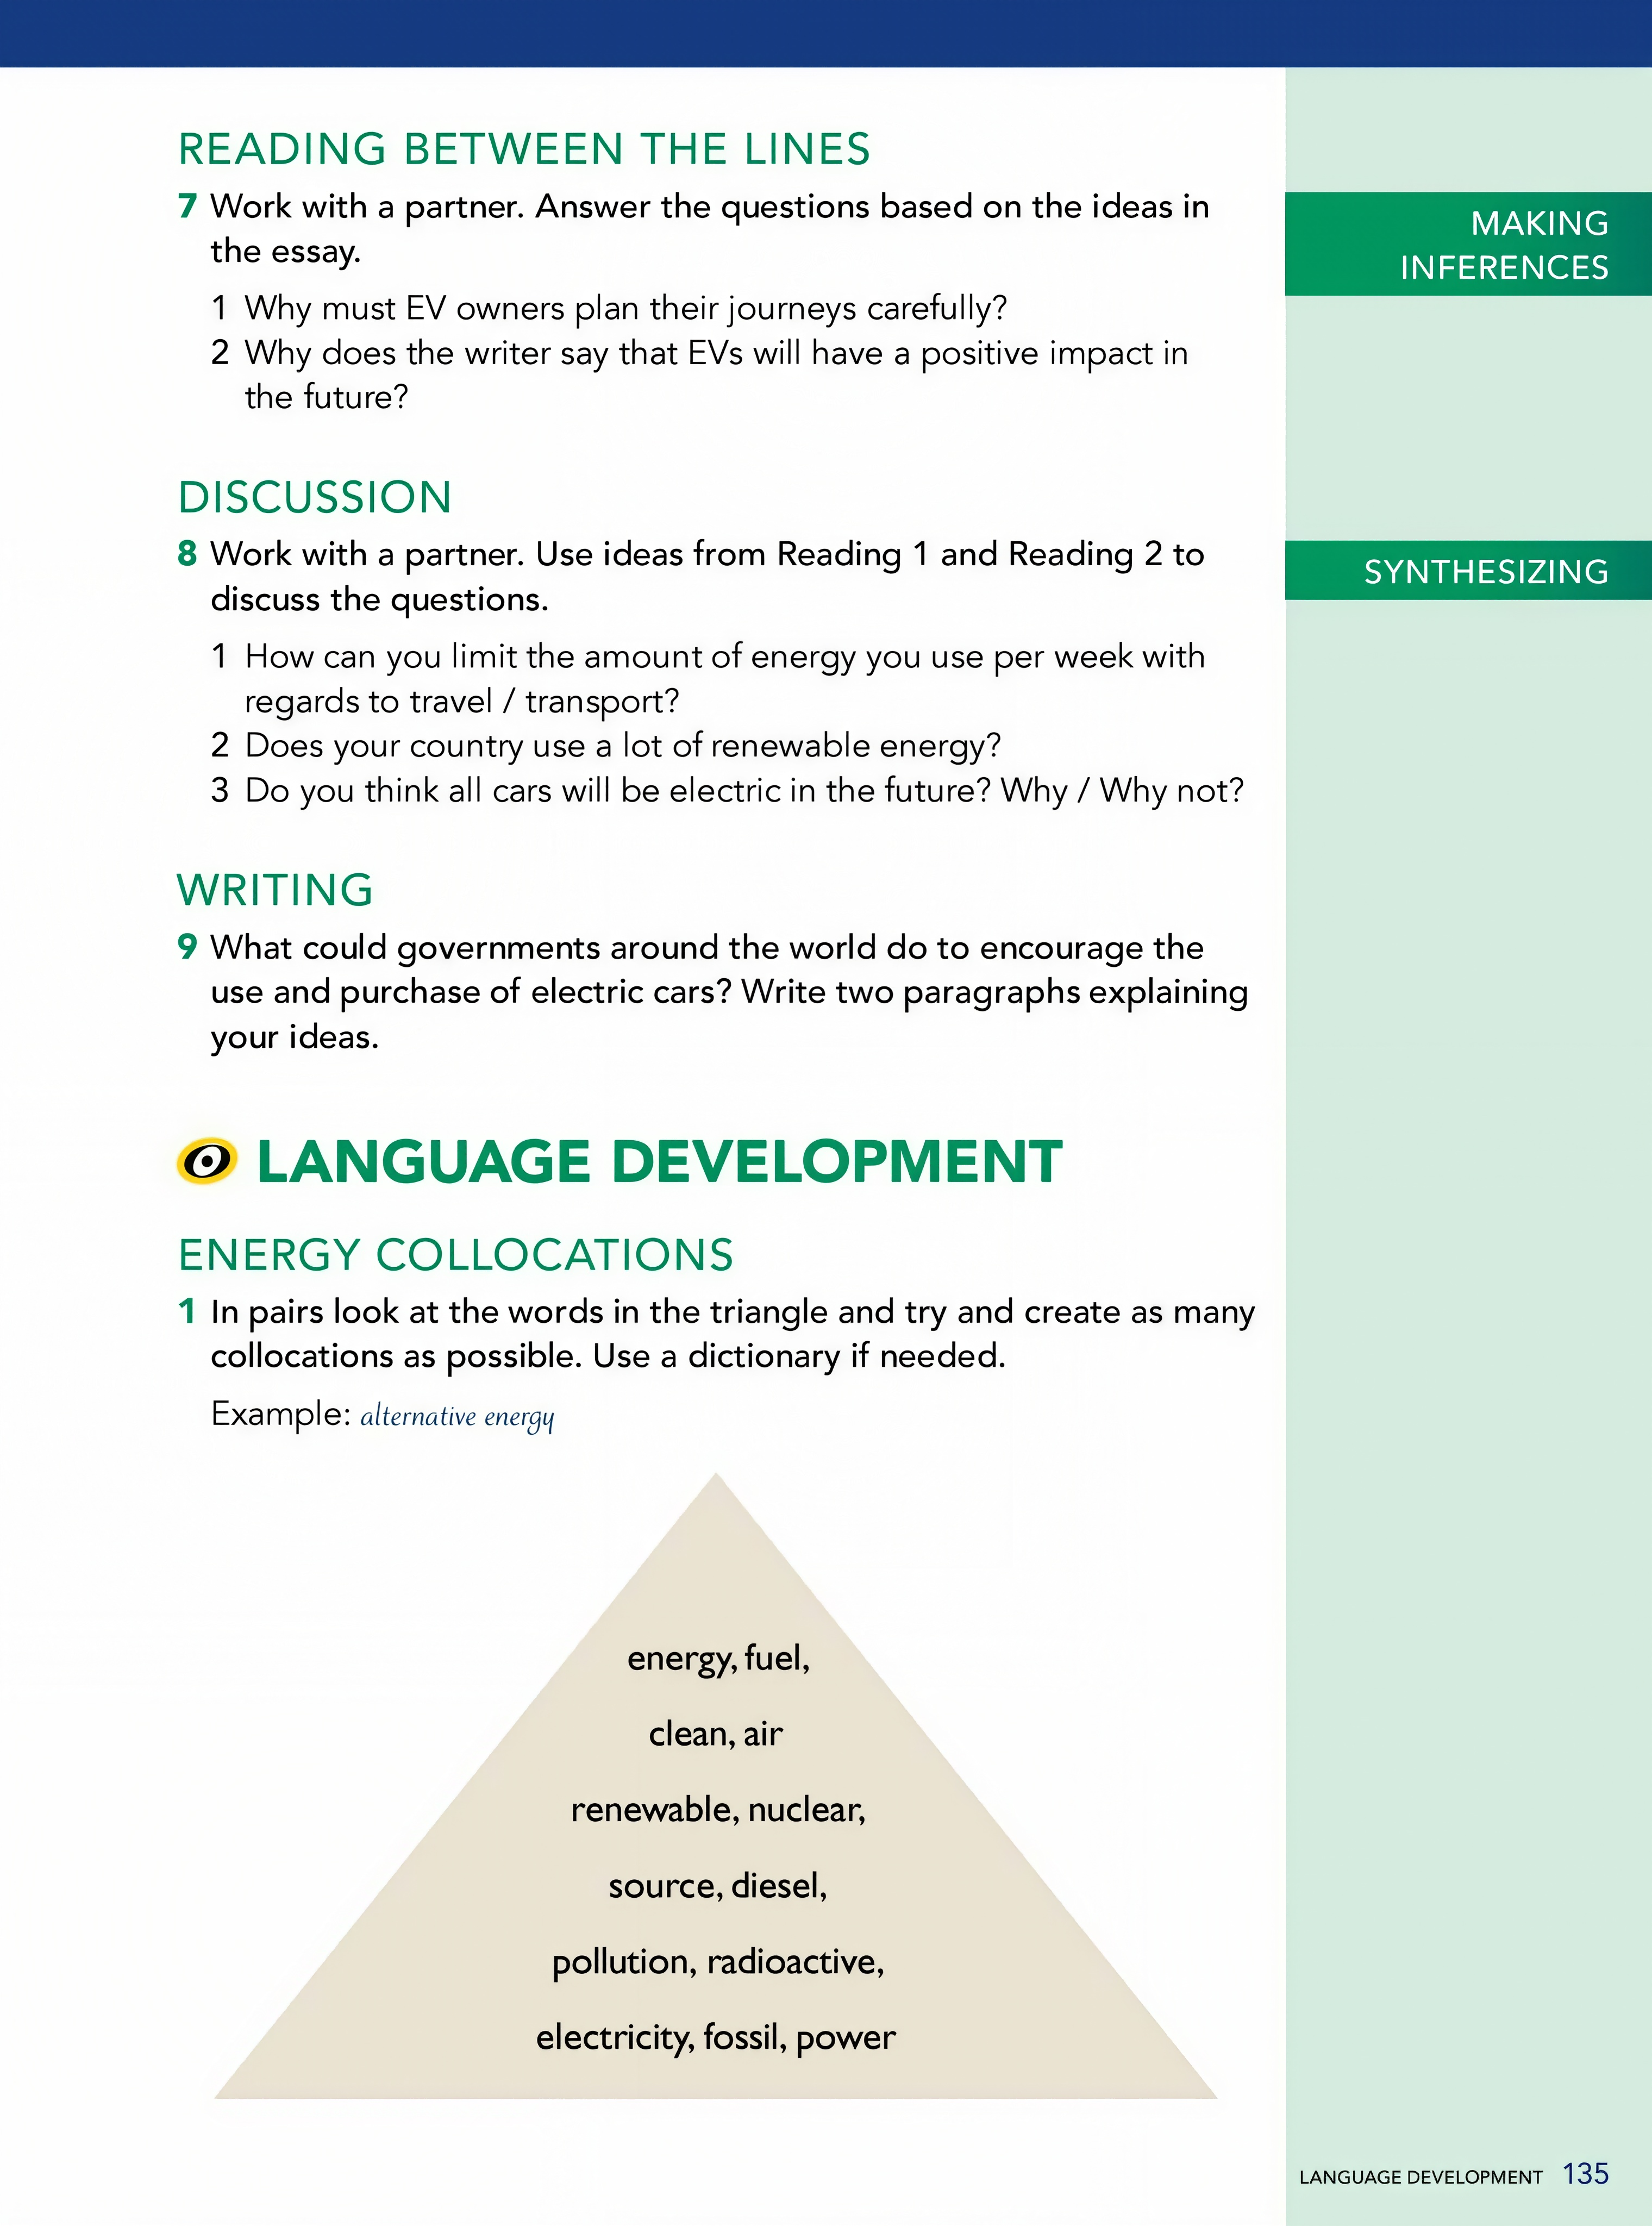 READING BETWEEN THE LINES
7 Work with a partner. Answer the questions based on the ideas in
the essay.
1 Why must EV owners plan their journeys carefully?
2 Why does the writer say that EVs will have a positive impact in
the future?
MAKING
INFERENCES
DISCUSSION
8 Work with a partner. Use ideas from Reading 1 and Reading 2 to
discuss the questions.
1 How can you limit the amount of energy you use per week with
regards to travel / transport?
2 Does your country use a lot of renewable energy?
3 Do you think all cars will be electric in the future? Why / Why not?
SYNTHESIZING
WRITING
9 What could governments around the world do to encourage the
use and purchase of electric cars? Write two paragraphs explaining
your ideas.
LANGUAGE DEVELOPMENT
ENERGY COLLOCATIONS
1 In pairs look at the words in the triangle and try and create as many
collocations as possible. Use a dictionary if needed.
Example: alternative energy
energy, fuel,
clean, air
renewable, nuclear,
source, diesel,
pollution, radioactive,
electricity, fossil, power
LANGUAGE DEVELOPMENT 135